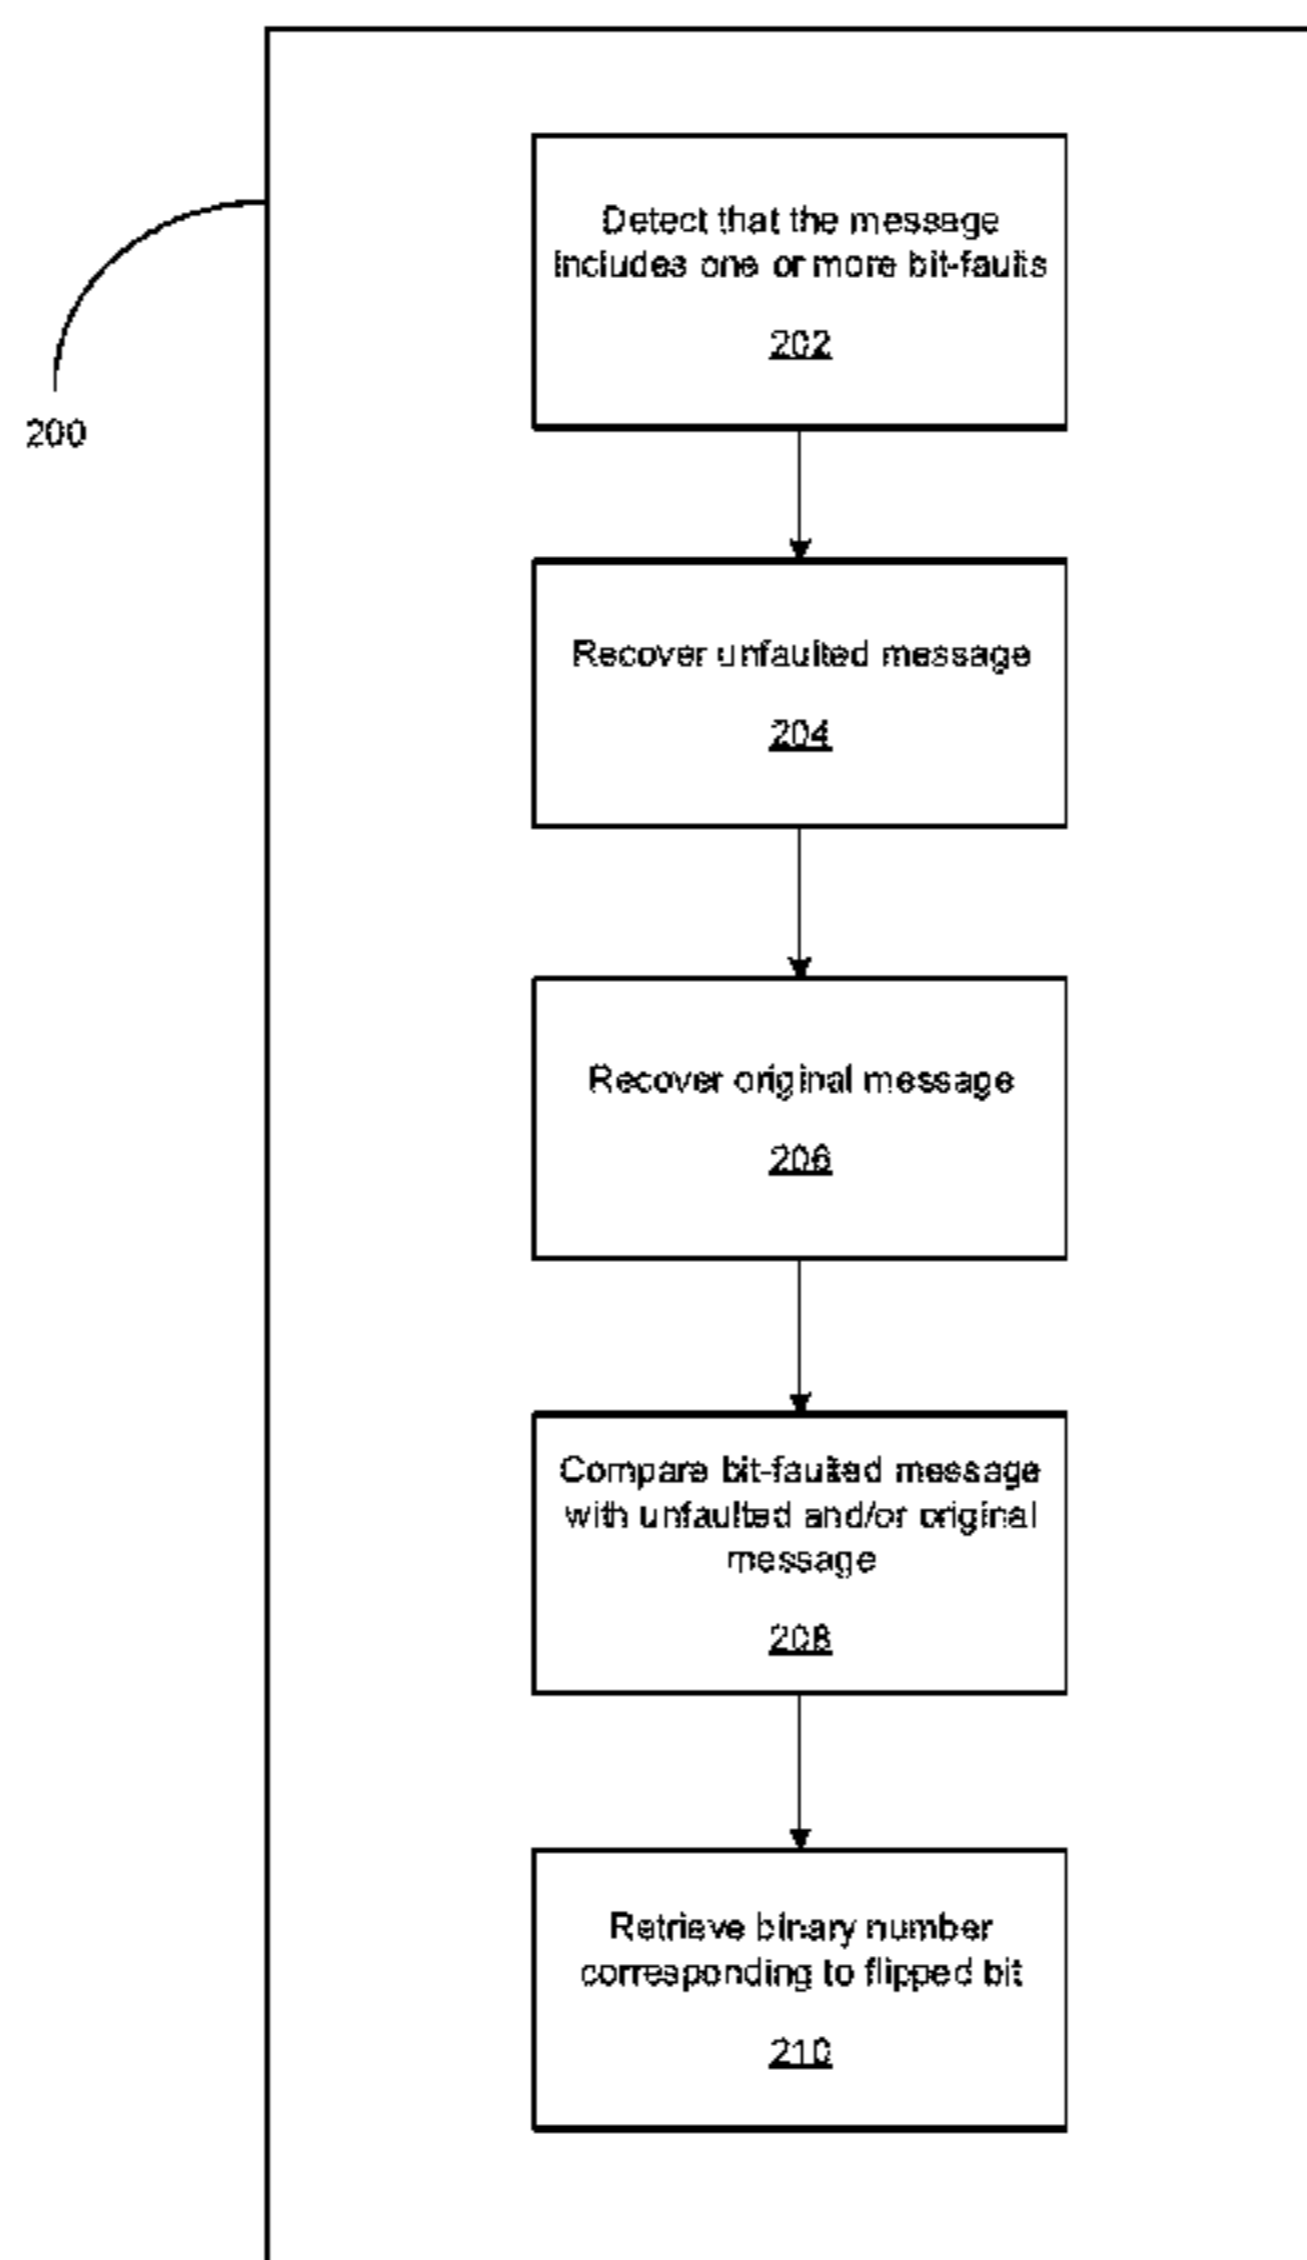 Detect that the message
includes one or more bit-faults
202
200
Recover unfaulted message
204
Recover original message
206
Compare bit-faulted message
with unfaulted and/or original
message
208
Retrieve binary number
corresponding to flipped bit
210